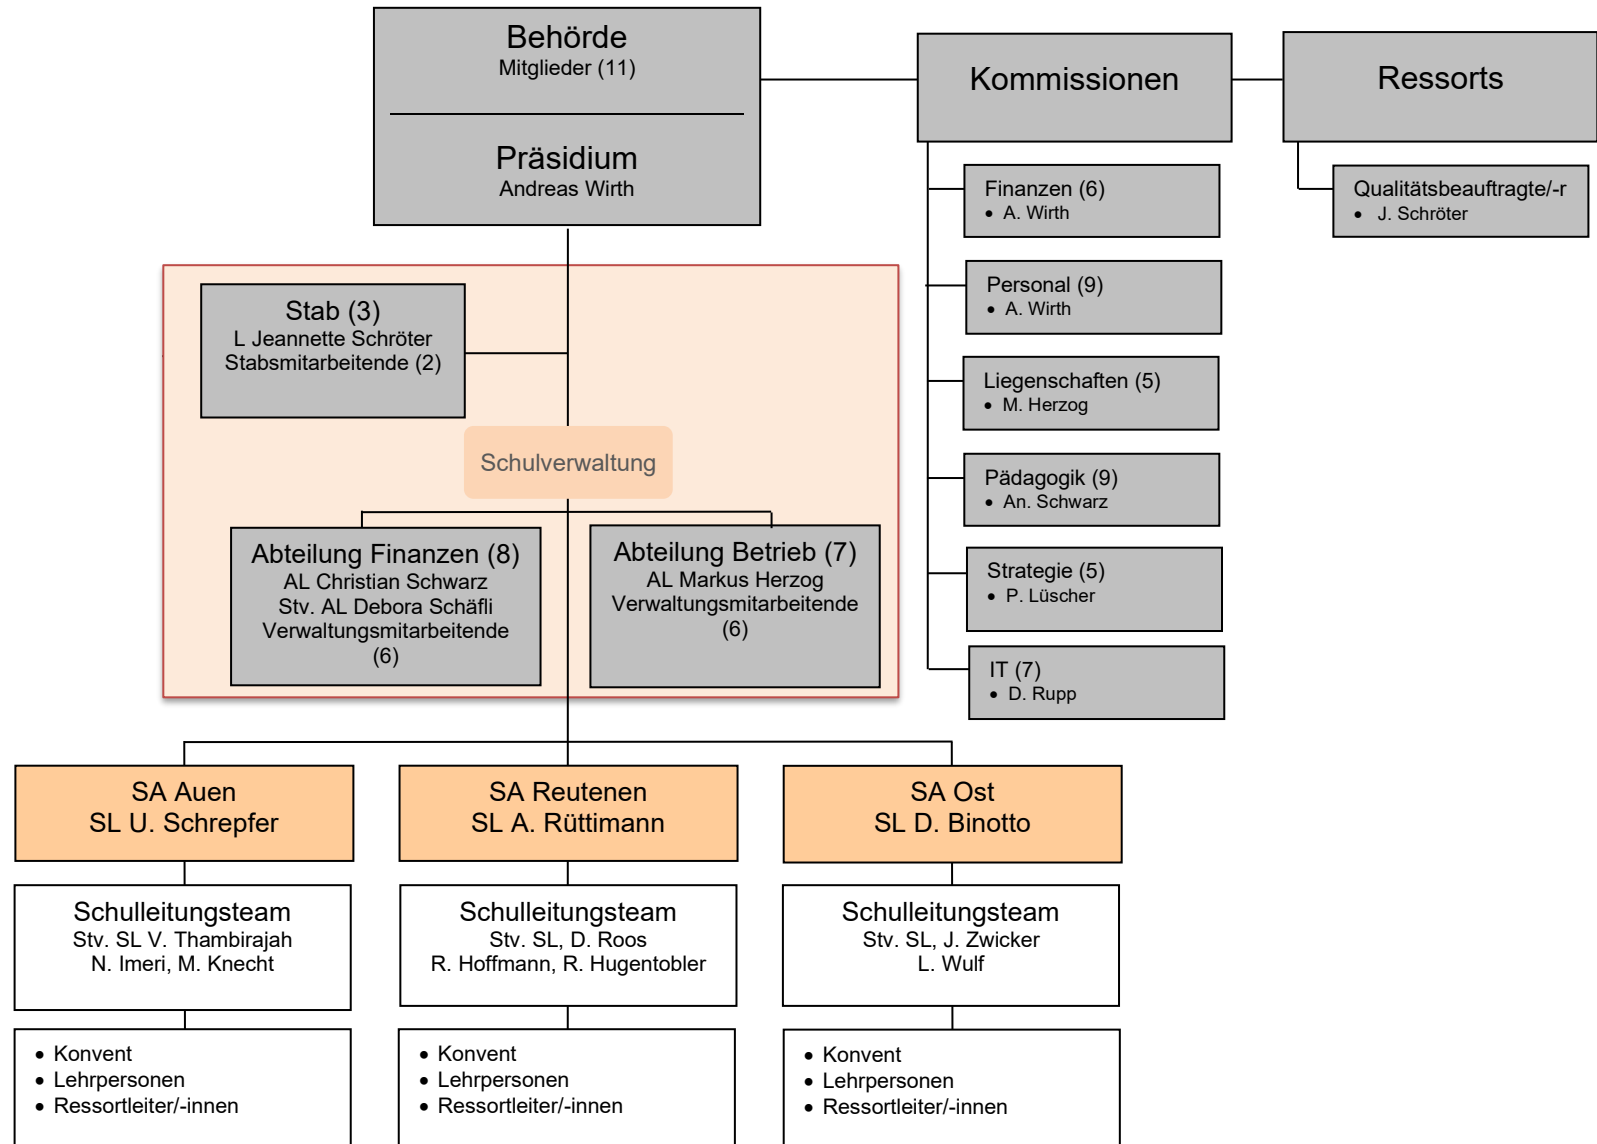 Behörde
Mitglieder (11)
Präsidium
Andreas Wirth
Kommissionen
Ressorts
Finanzen (6)
• A. Wirth
Personal (9)
• A. Wirth
Liegenschaften (5)
• M. Herzog
Pädagogik (9)
• An. Schwarz
Strategie (5)
• P. Lüscher
IT (7)
• D. Rupp
Qualitätsbeauftragte/-r
• J. Schröter
Stab (3)
L Jeannette Schröter
Stabsmitarbeitende (2)
Schulverwaltung
Abteilung Finanzen (8)
AL Christian Schwarz
Stv. AL Debora Schäfli
Verwaltungsmitarbeitende
(6)
Abteilung Betrieb (7)
AL Markus Herzog
Verwaltungsmitarbeitende
(6)
SA Auen
SL U. Schrepfer
Schulleitungsteam
Stv. SL V. Thambirajah
N. Imeri, M. Knecht
• Konvent
• Lehrpersonen
• Ressortleiter/-innen
SA Reutenen
SL A. Rüttimann
Schulleitungsteam
Stv. SL, D. Roos
R. Hoffmann, R. Hugentobler
• Konvent
• Lehrpersonen
• Ressortleiter/-innen
SA Ost
SL D. Binotto
Schulleitungsteam
Stv. SL, J. Zwicker
L. Wulf
• Konvent
• Lehrpersonen
• Ressortleiter/-innen